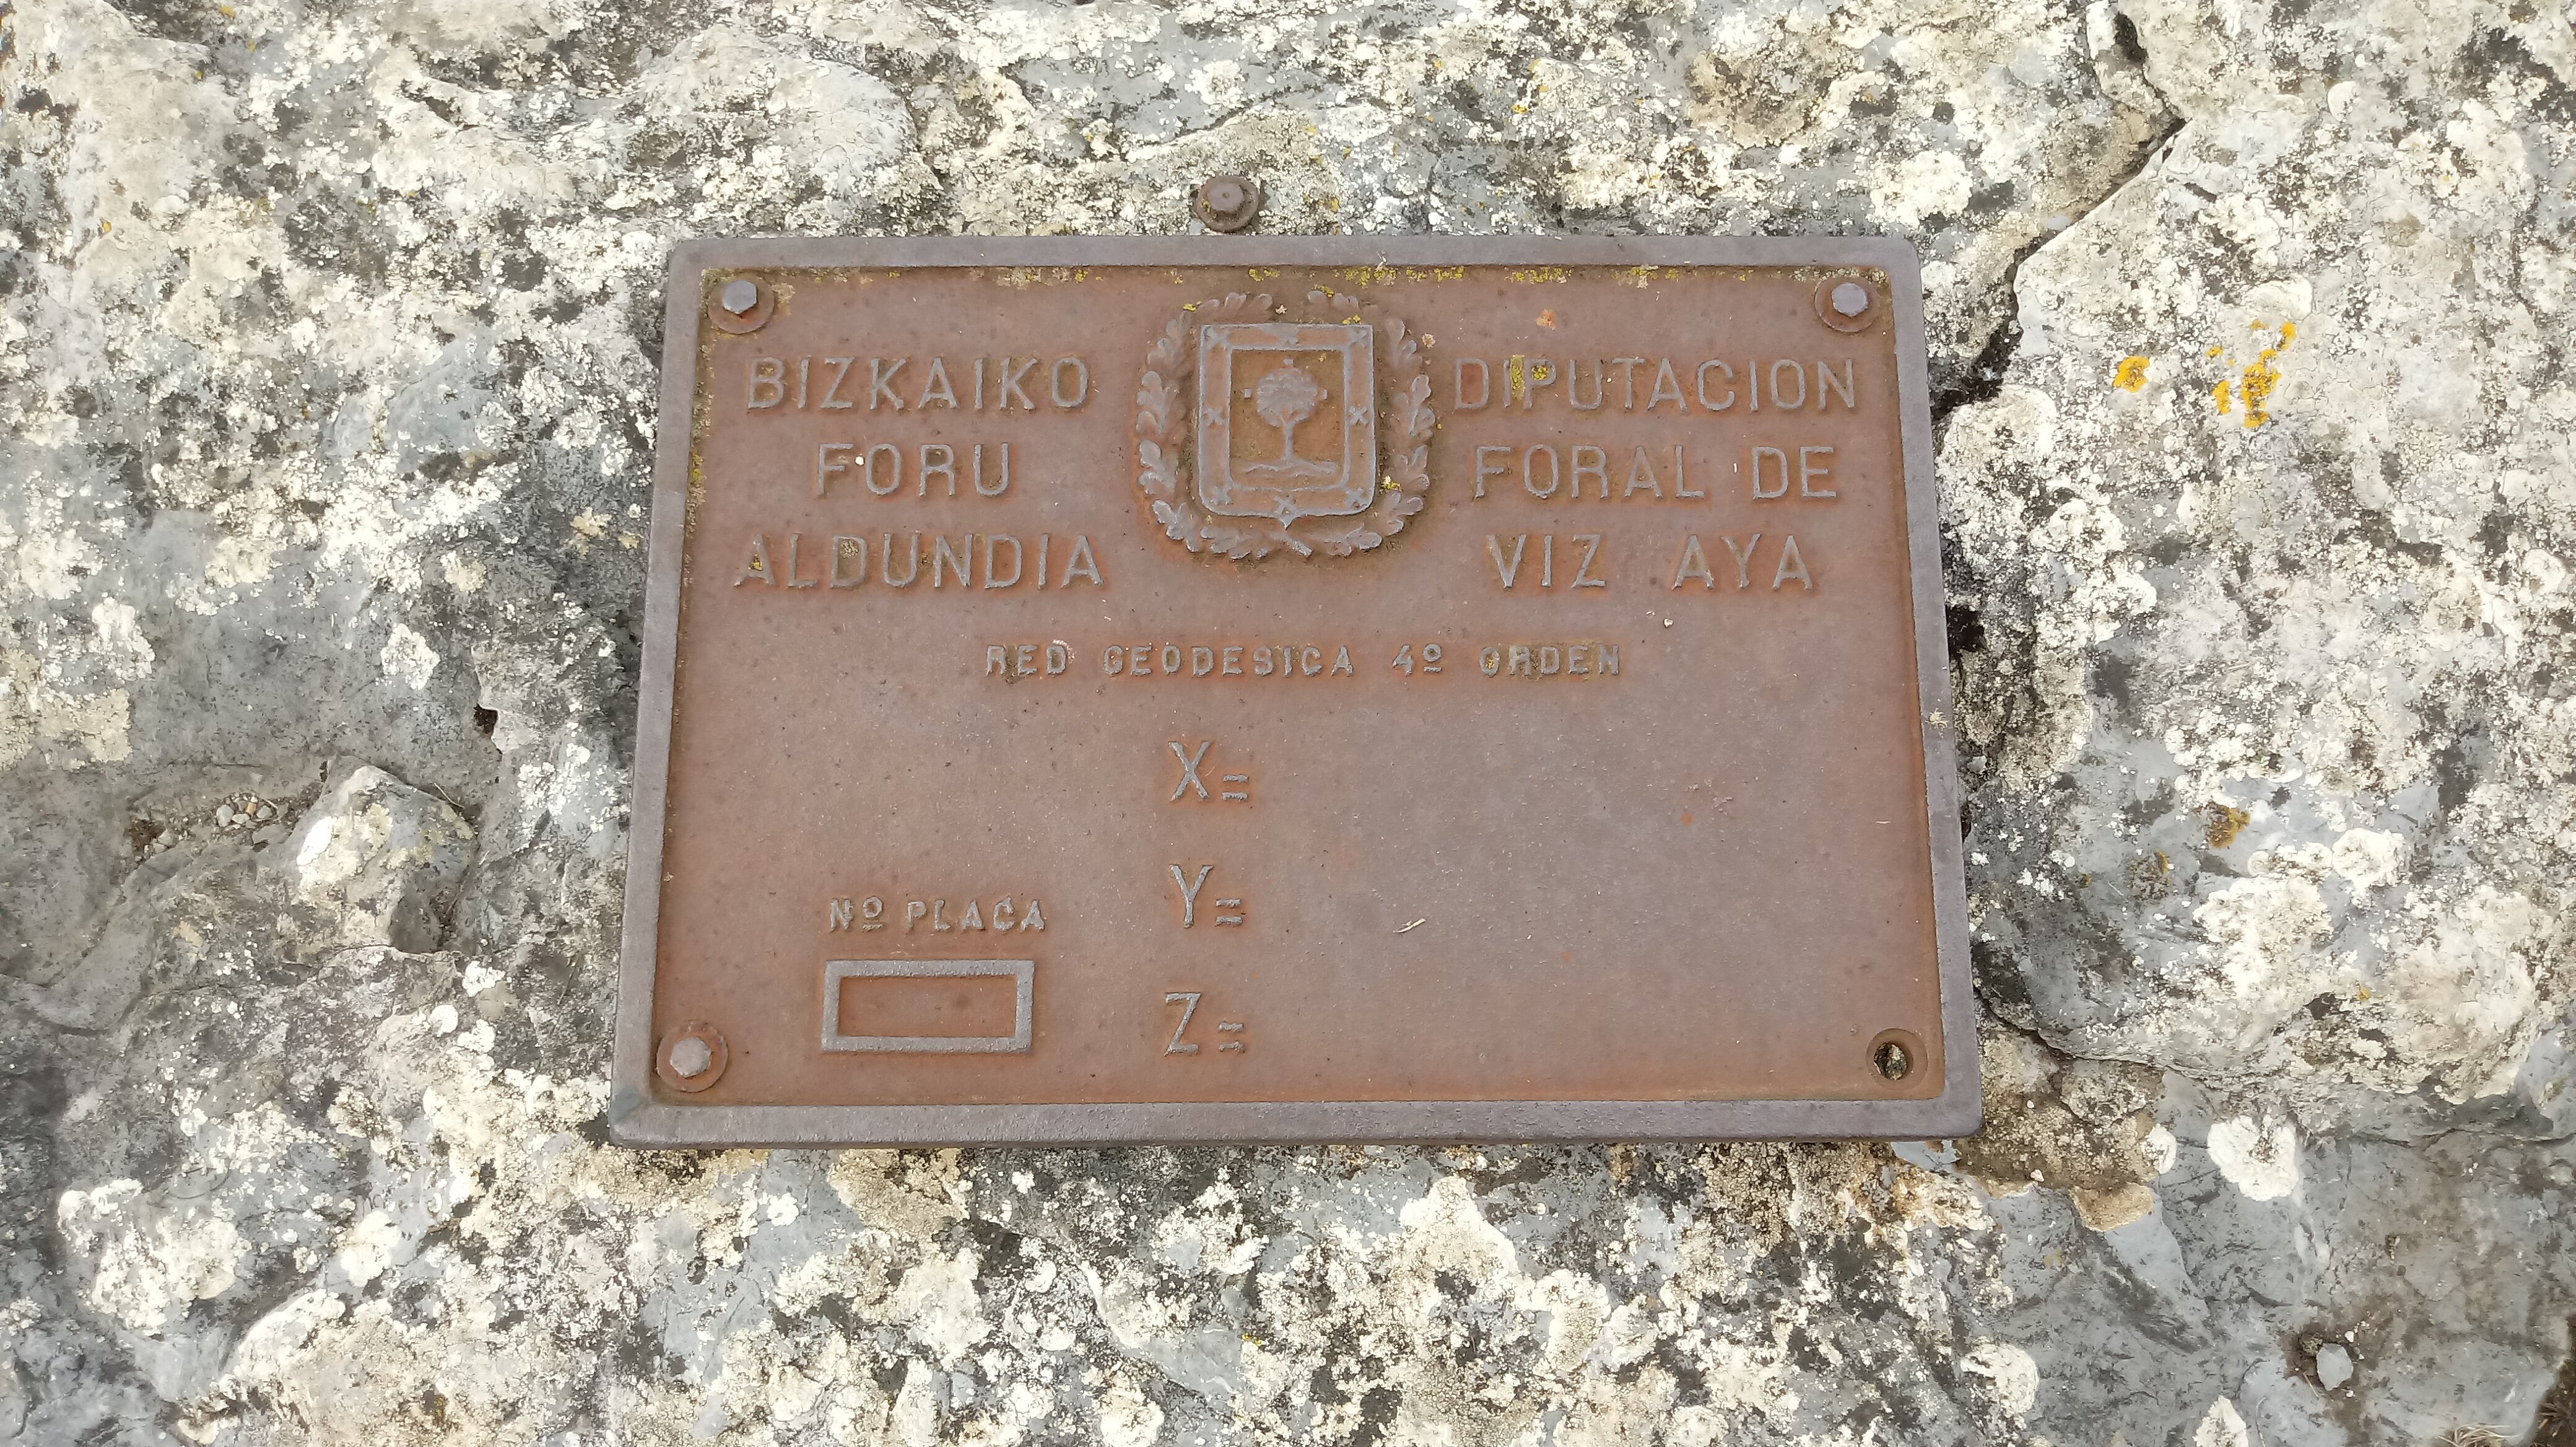 BIZKAIKO
FORU
ALDUNDIA
DIPUTACION
FORAL DE
VIZ AYA
RED GEODESICA 4º ORDEN
X=
Y=
Z=
Nº PLACA